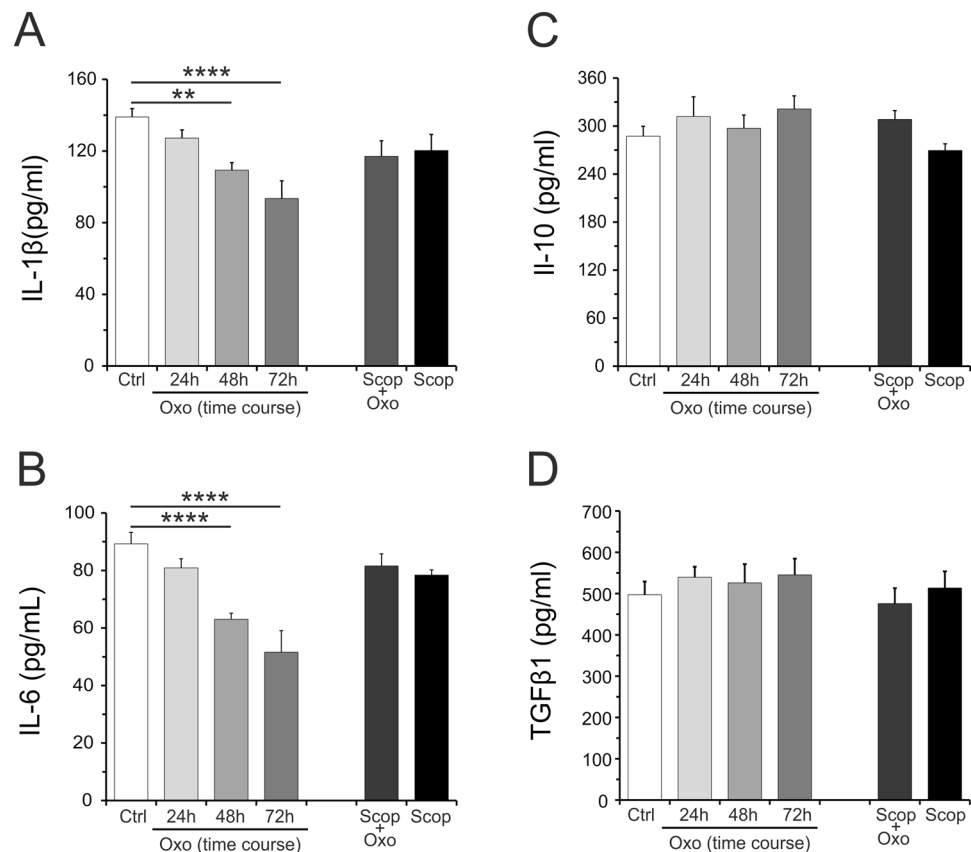 A
IL-1β(pg/ml)
160
120
80
40
0
****
**
Ctrl 24h 48h 72h Scop + Oxo Scop
Oxo (time course)
B
IL-6 (pg/mL)
100
80
60
40
20
0
****
****
Ctrl 24h 48h 72h Scop + Oxo Scop
Oxo (time course)
C
Il-10 (pg/ml)
360
300
240
180
120
60
0
Ctrl 24h 48h 72h Scop + Oxo Scop
Oxo (time course)
D
TGFβ1 (pg/ml)
700
600
500
400
300
200
100
0
Ctrl 24h 48h 72h Scop + Oxo Scop
Oxo (time course)